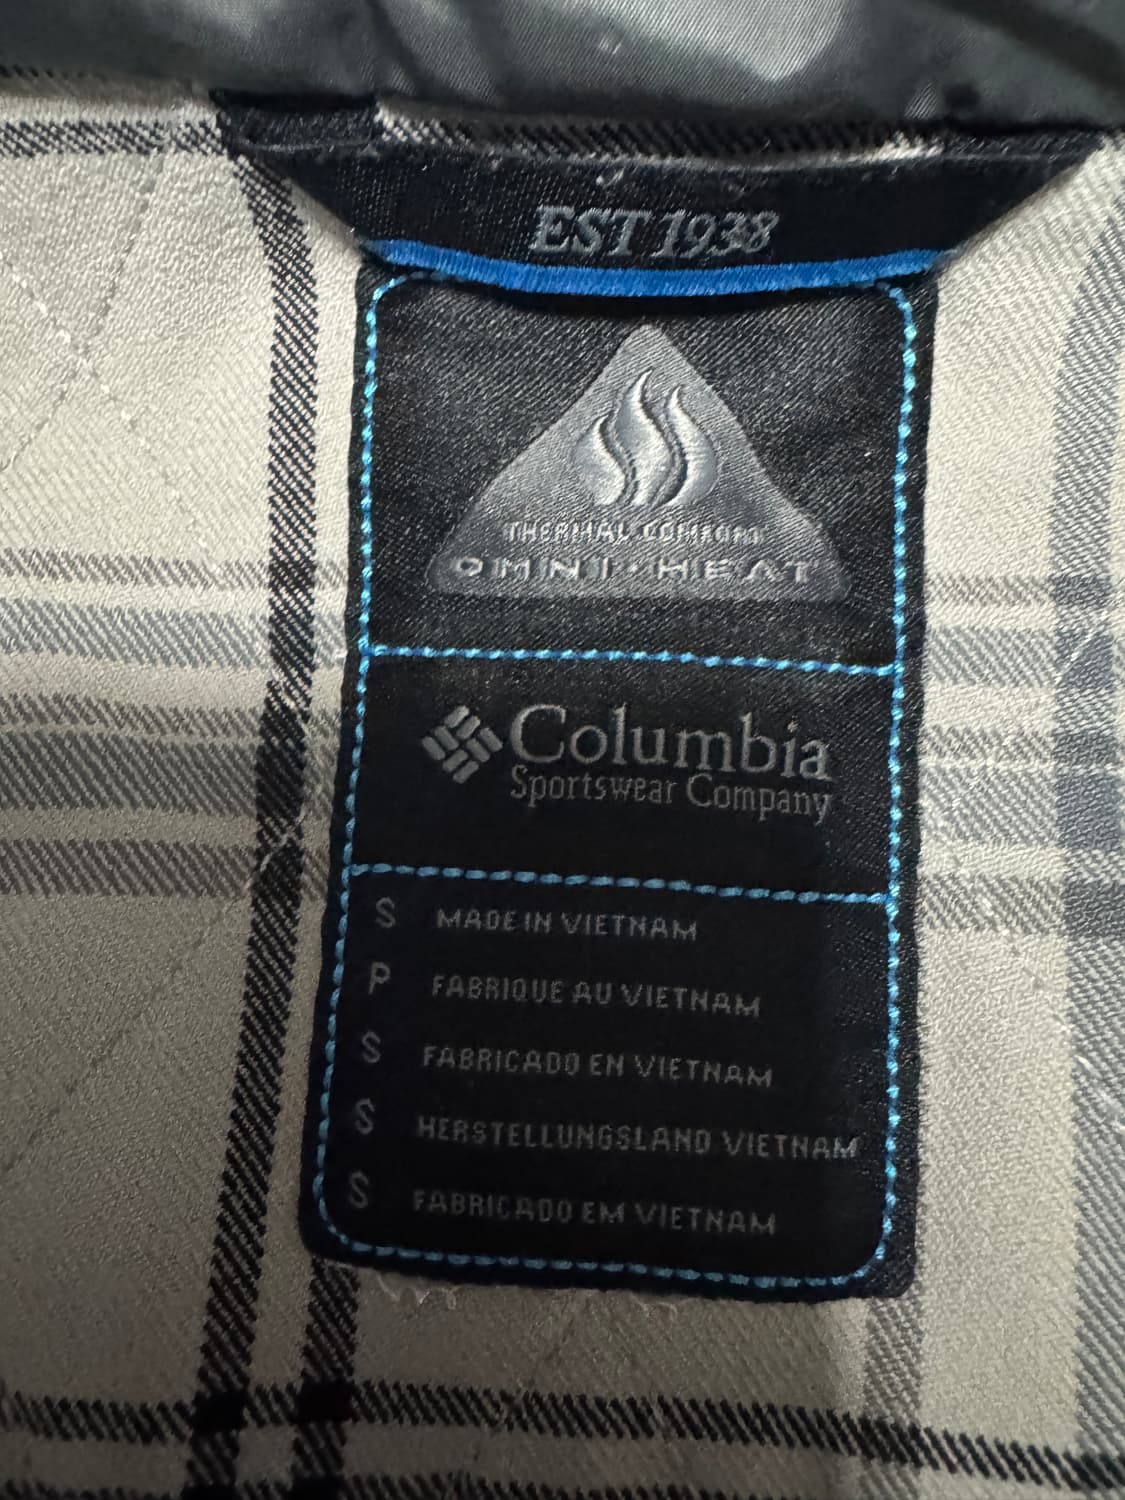 EST 1938
THERMAL COMFORT
OMNI·HEAT
Columbia
Sportswear Company
S MADE IN VIETNAM
P FABRIQUE AU VIETNAM
S FABRICADO EN VIETNAM
S HERSTELLUNGSLAND VIETNAM
S FABRICADO EM VIETNAM